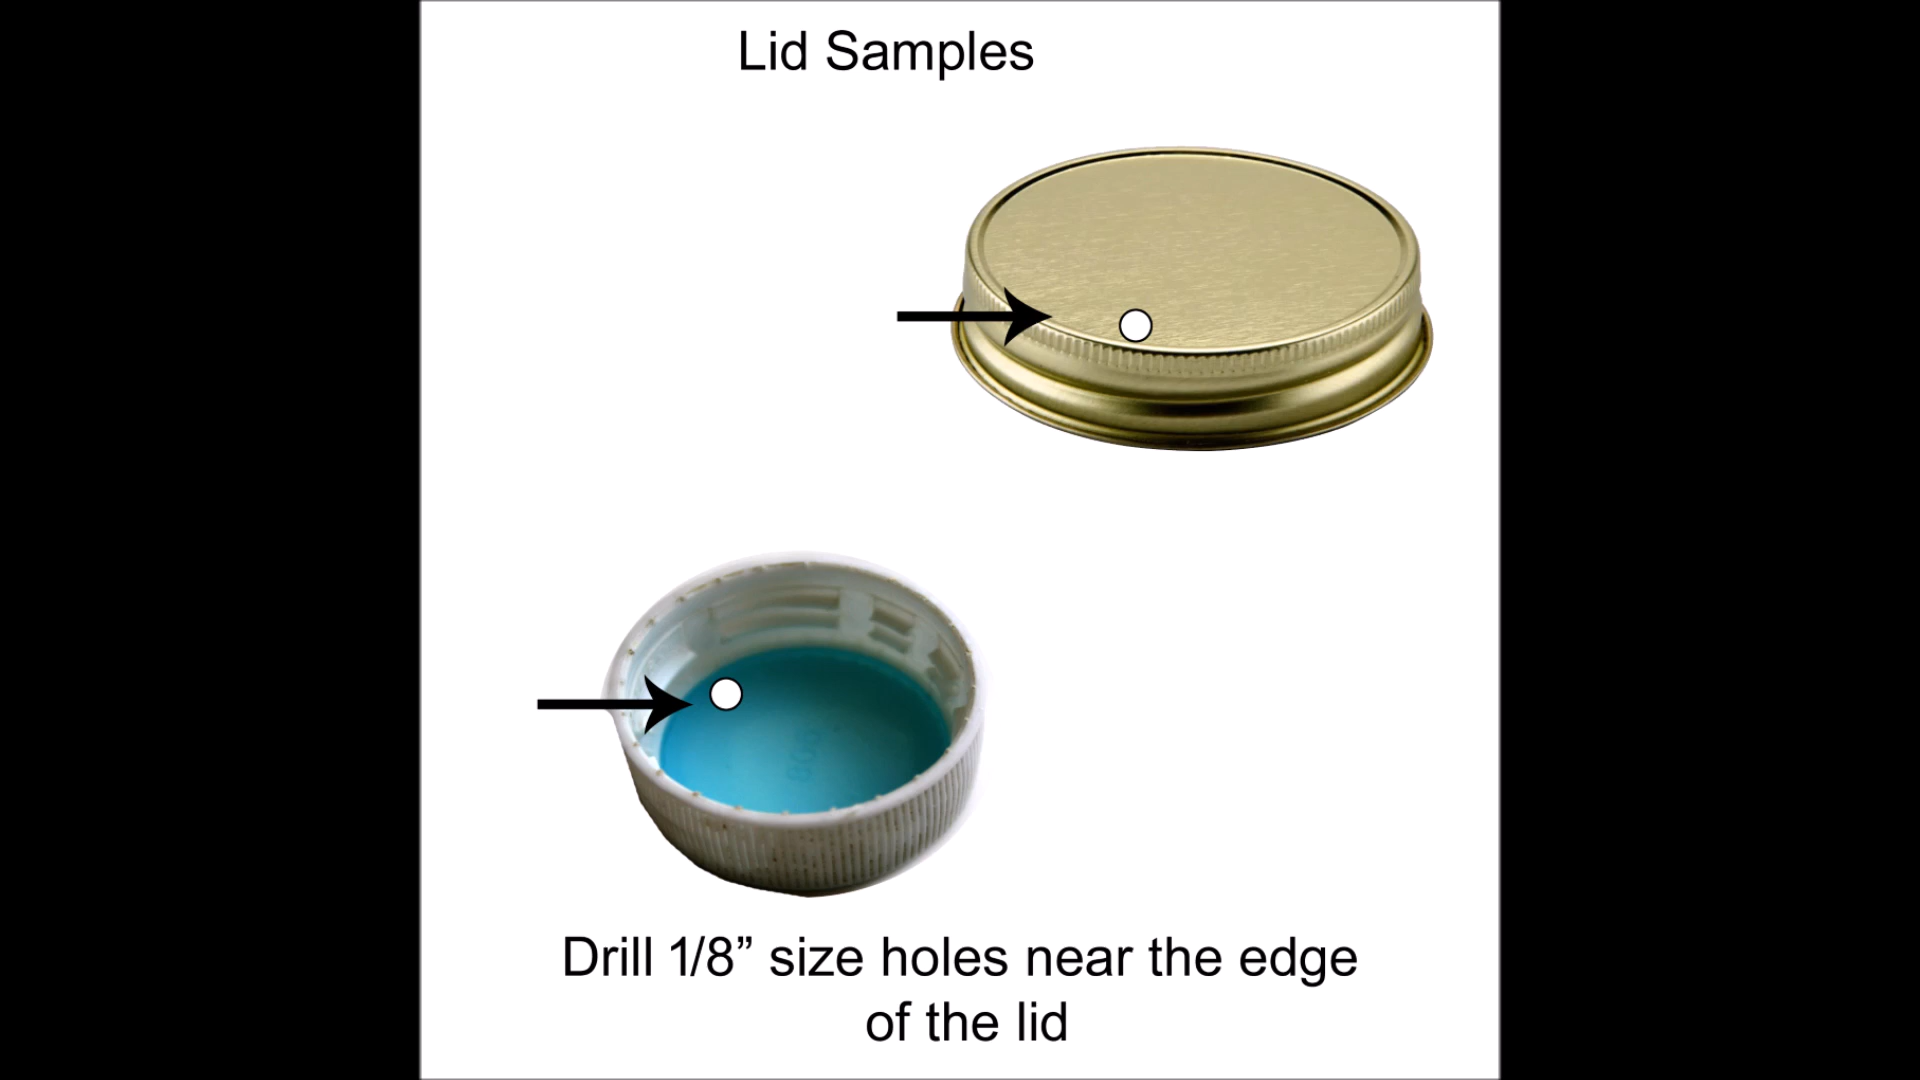 Lid Samples
Drill 1/8” size holes near the edge
of the lid